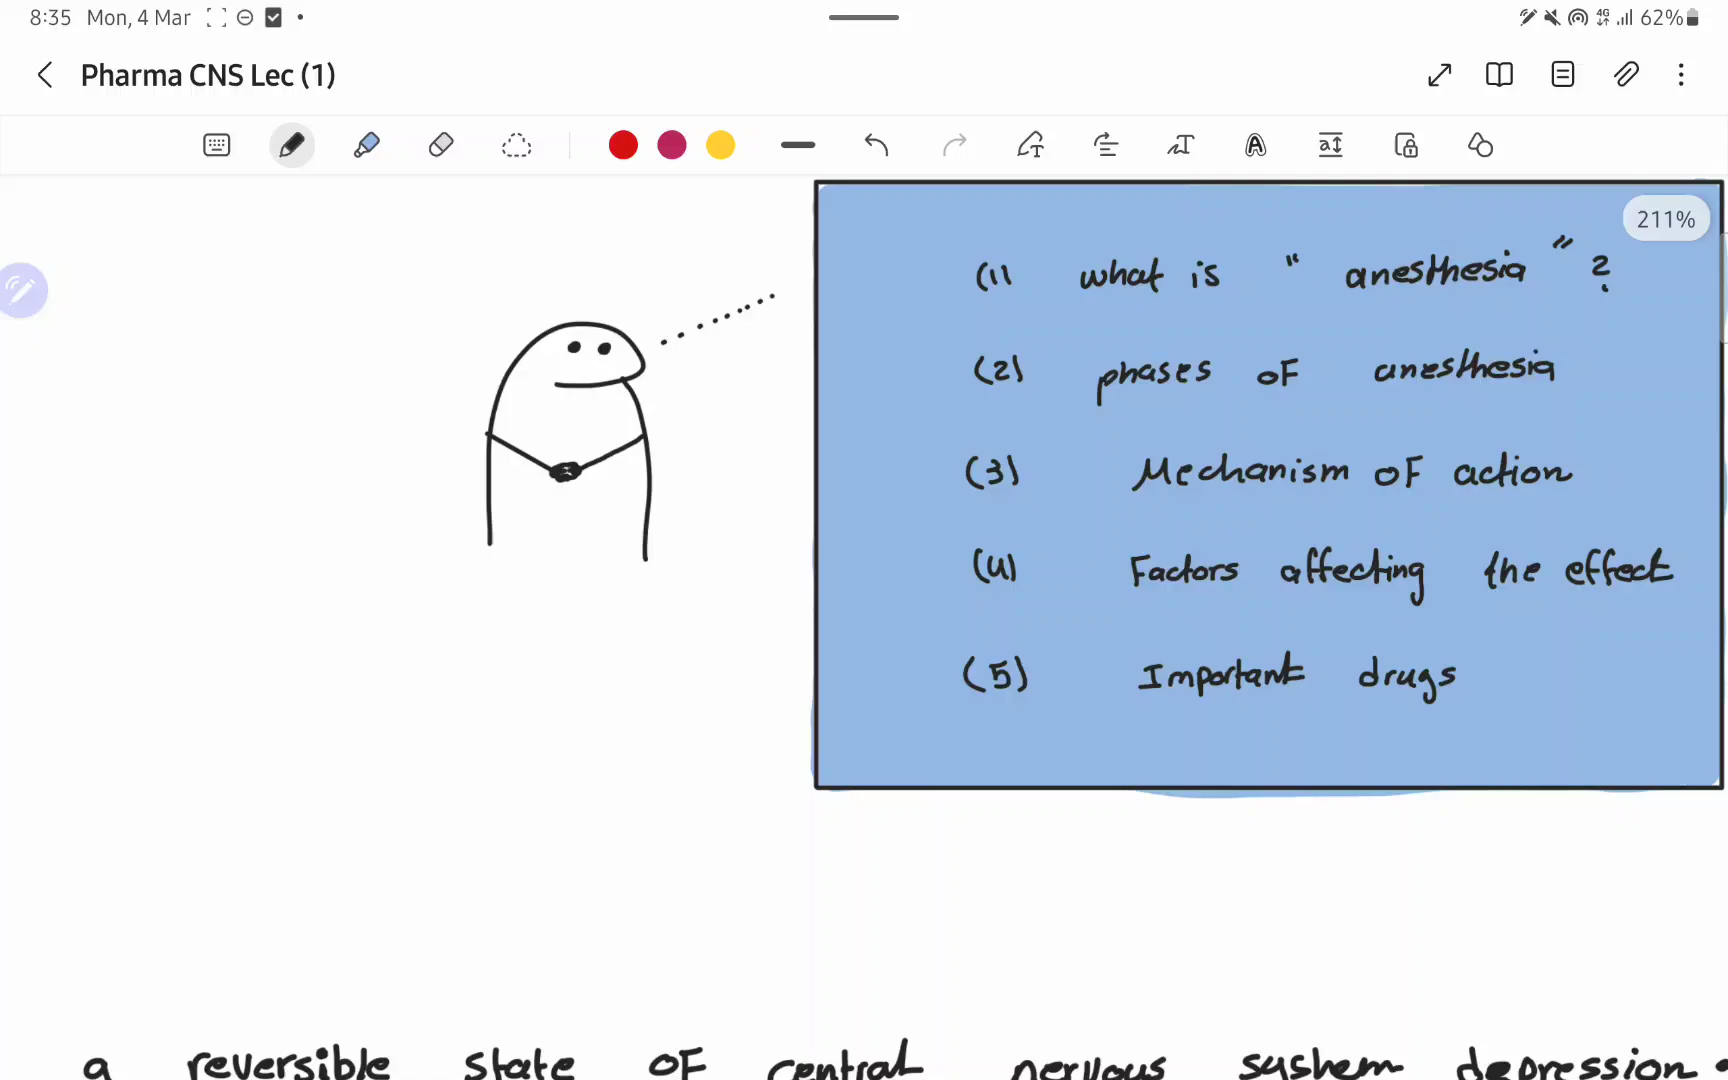 8:35 Mon, 4 Mar 4G 62%
Pharma CNS Lec (1)
211%
(1) what is " anesthesia " ?
(2) phases of anesthesia
(3) Mechanism of action
(4) Factors affecting the effect
(5) Important drugs
a reversible state of central nervous system depression